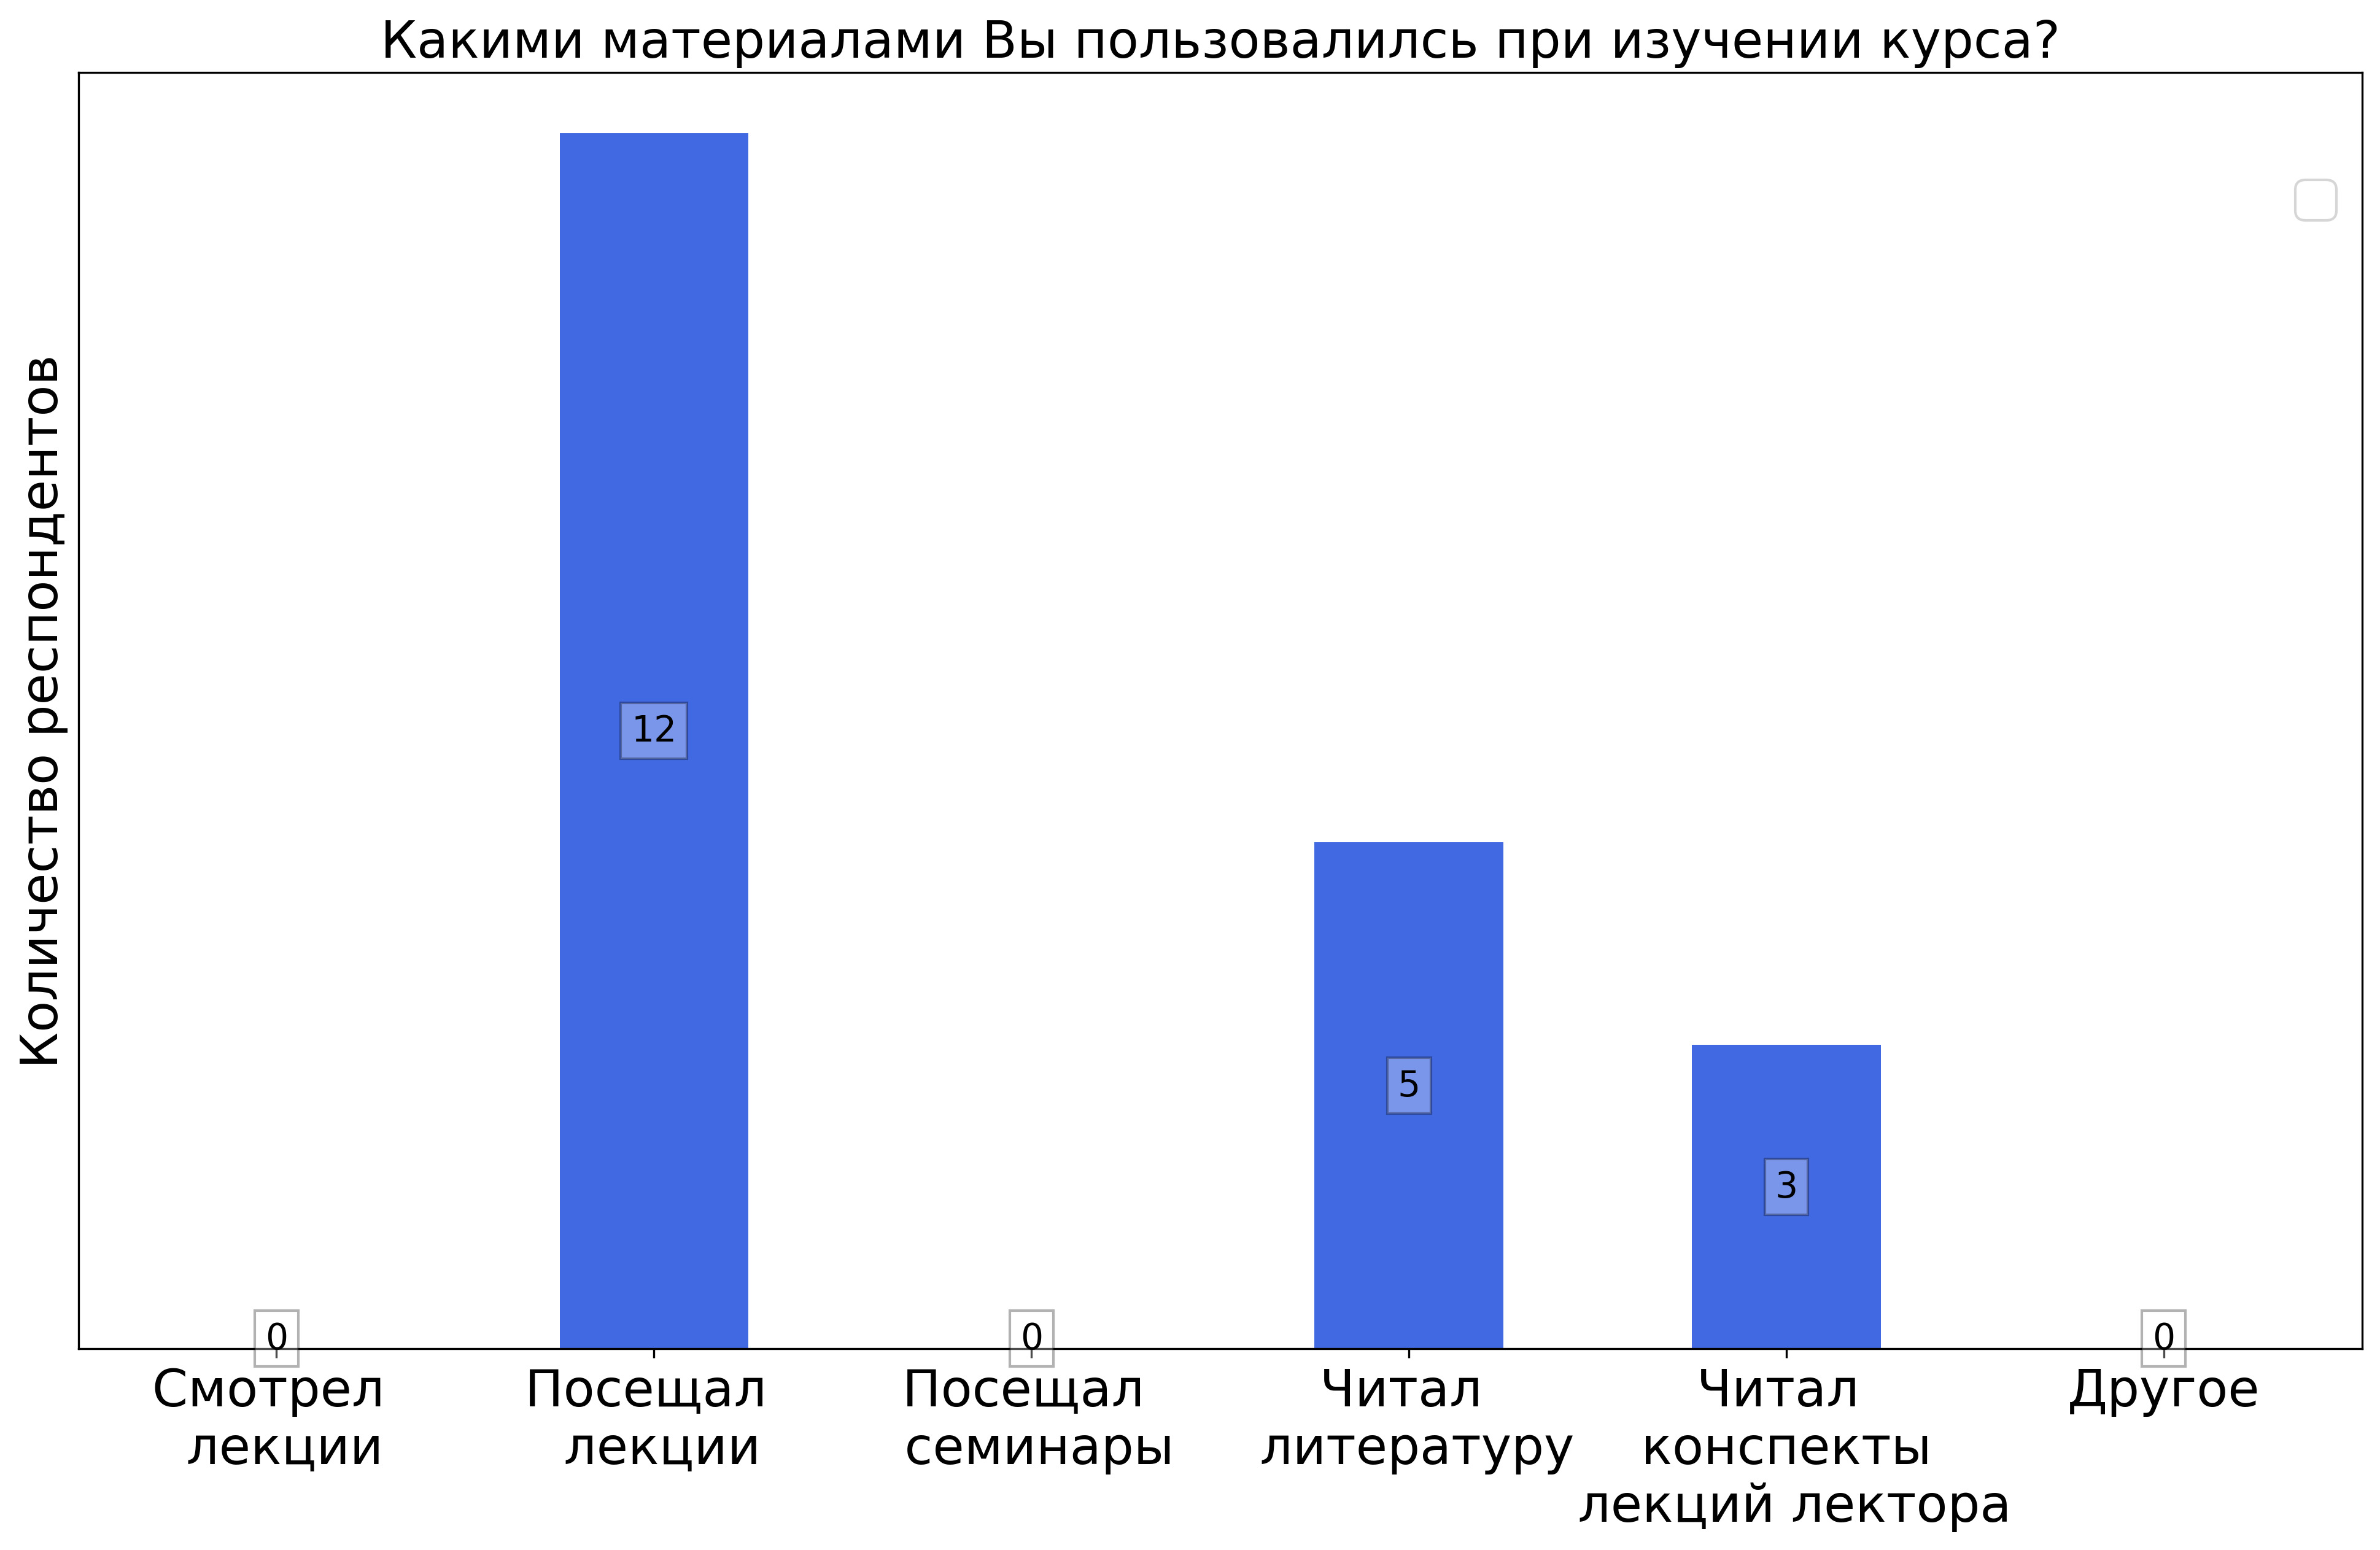 Какими материалами Вы пользовалилсь при изучении курса?
Количество респондентов
12
5
3
0
0
0
Смотрел
лекции
Посещал
лекции
Посещал
семинары
Читал
литературу
Читал
конспекты
лекций лектора
Другое